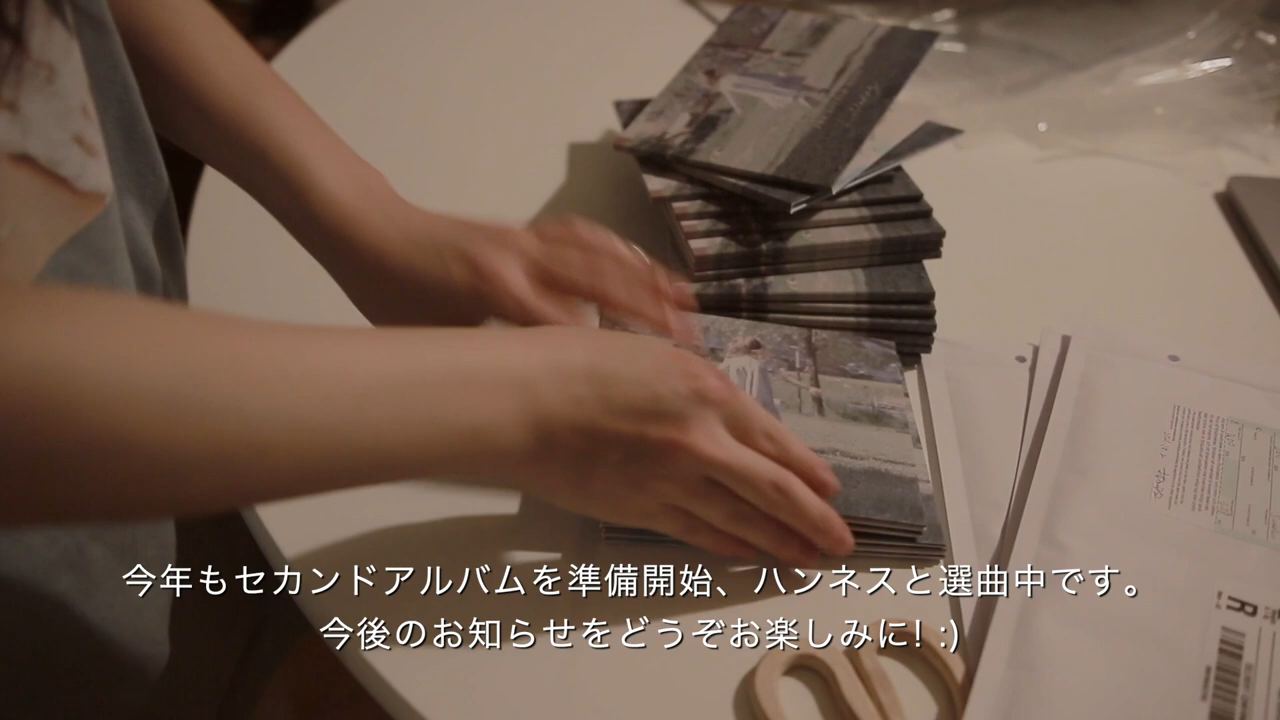 今年もセカンドアルバムを準備開始、ハンネスと選曲中です。
今後のお知らせをどうぞお楽しみに! :)
R